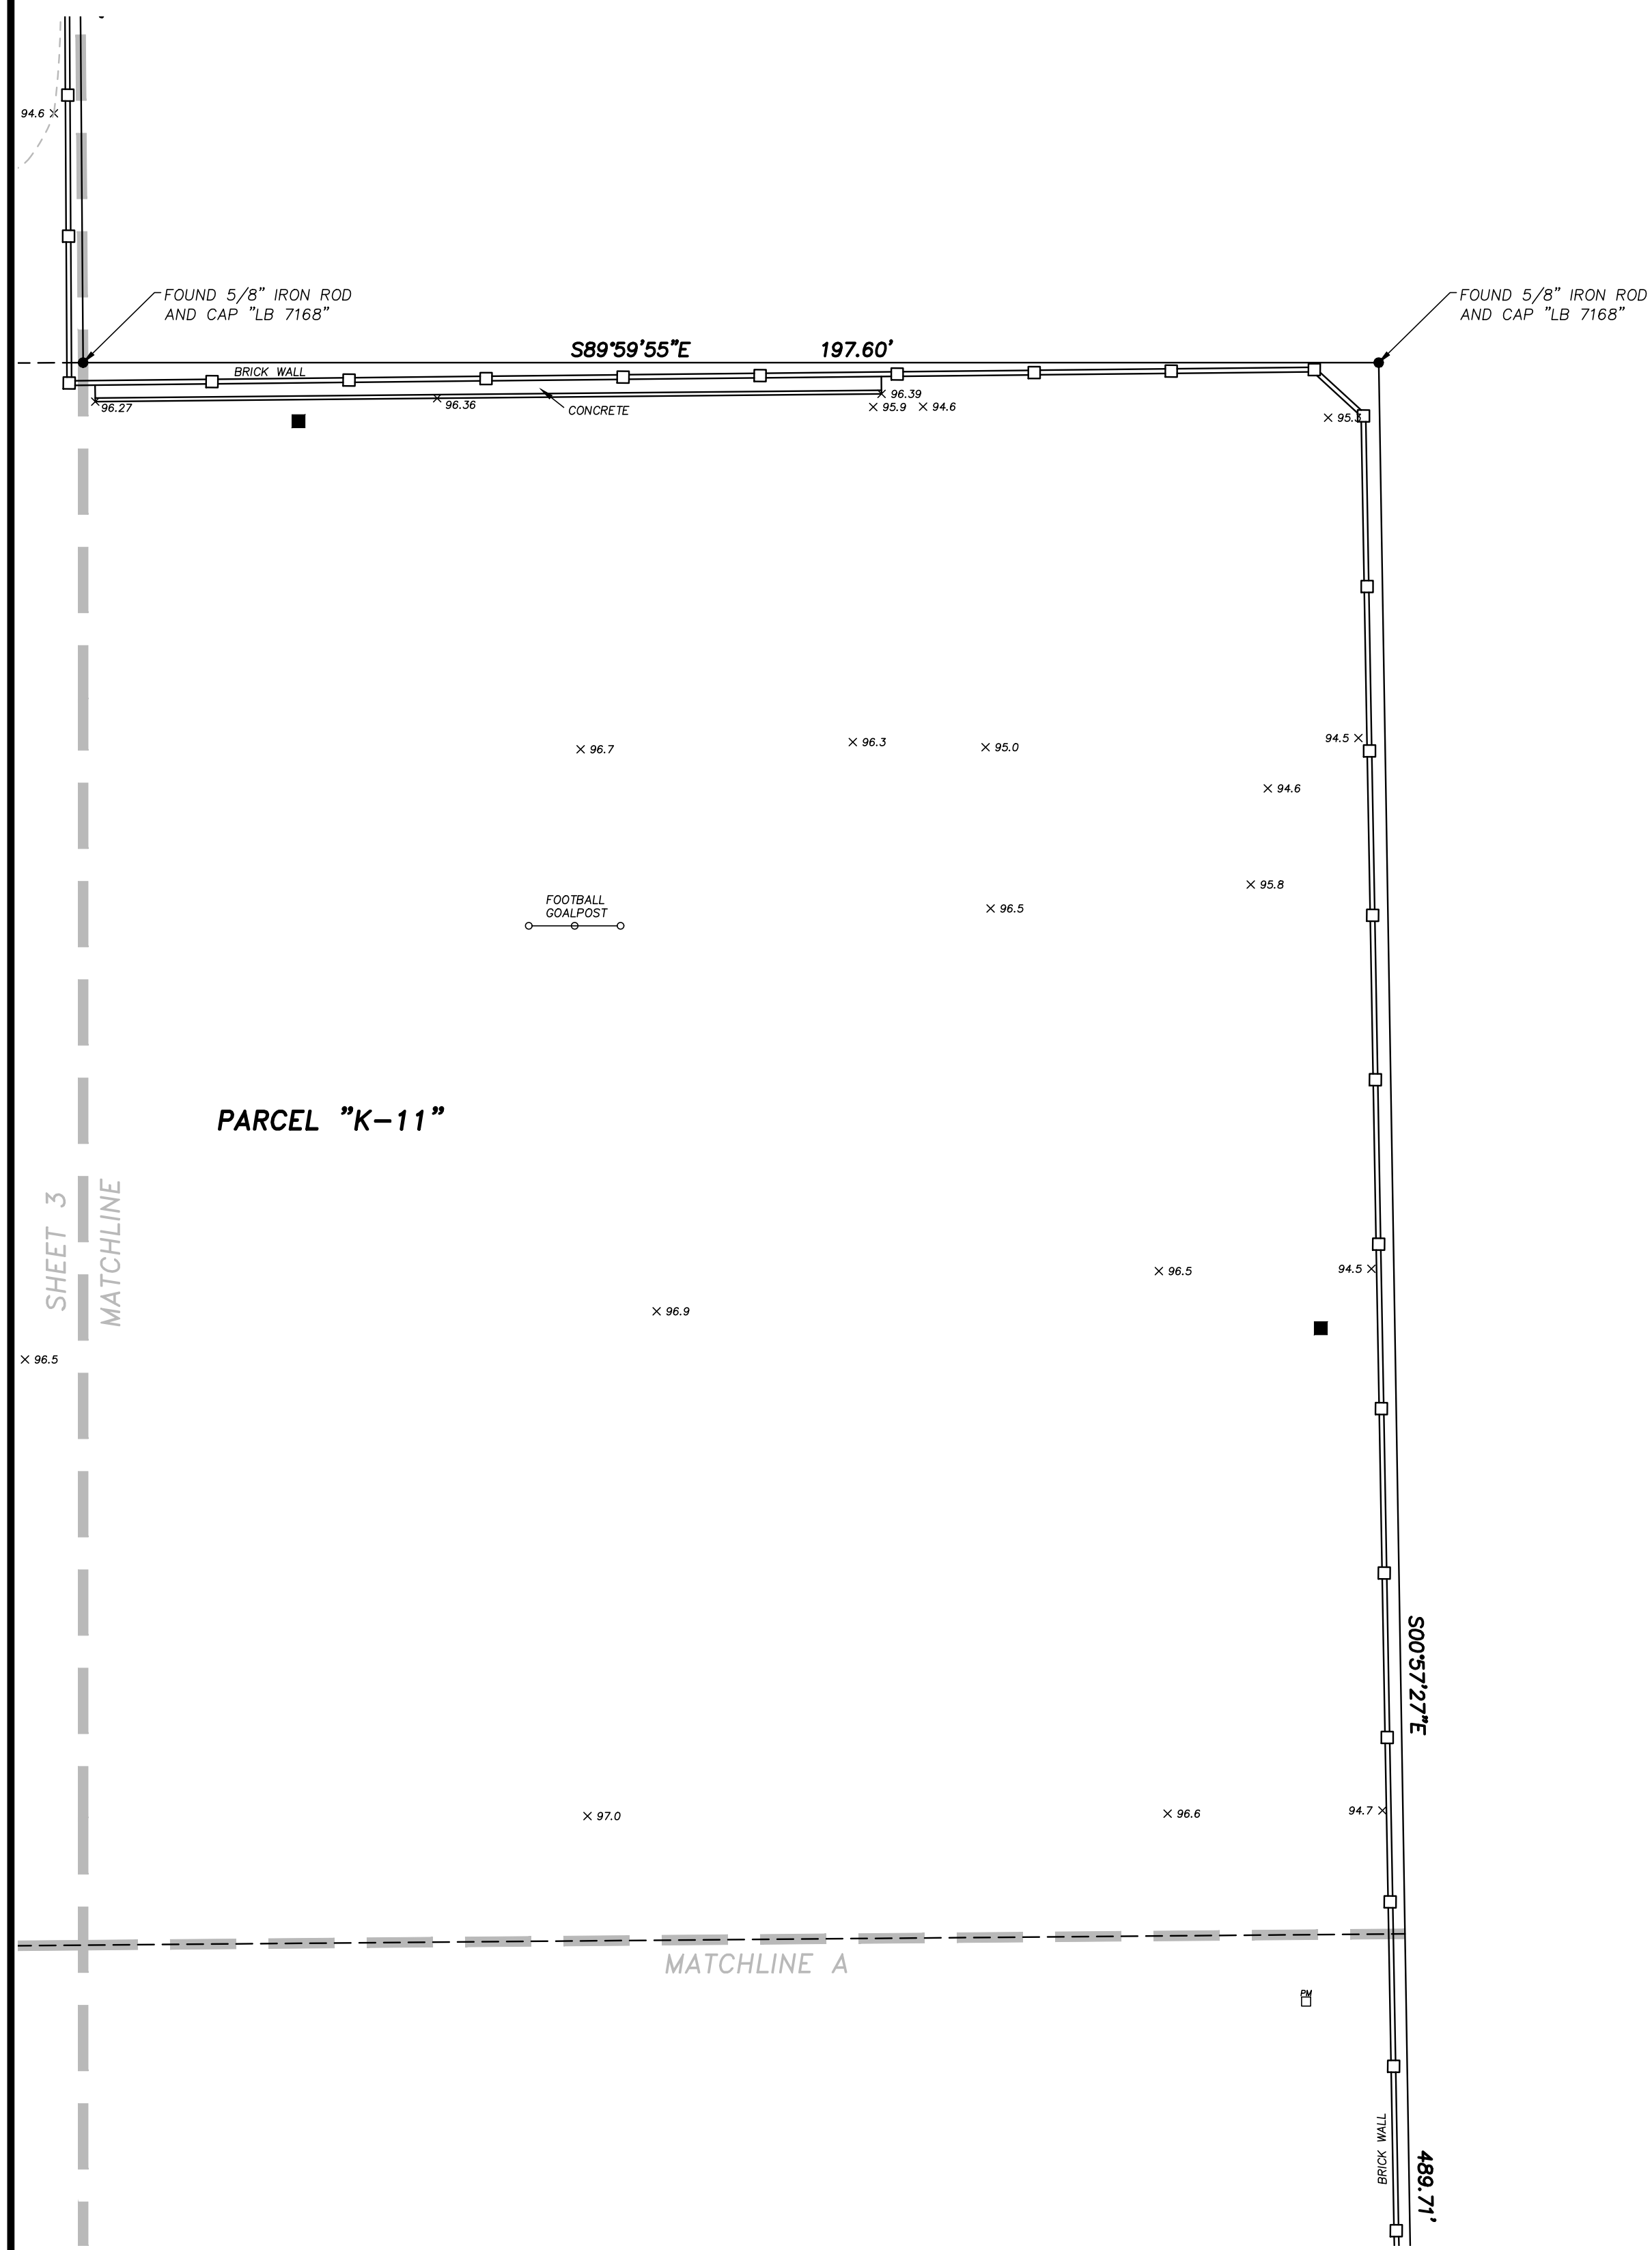 94.6
FOUND 5/8" IRON ROD
AND CAP "LB 7168"
FOUND 5/8" IRON ROD
AND CAP "LB 7168"
S89°59'55"E 197.60'
BRICK WALL
96.27
96.36
CONCRETE
96.39
95.9
94.6
95.3
96.7
96.3
95.0
94.5
94.6
95.8
96.5
FOOTBALL
GOALPOST
PARCEL "K-11"
SHEET 3
MATCHLINE
96.5
94.5
96.9
96.5
S00°57'27"E
97.0
96.6
94.7
MATCHLINE A
PM
BRICK WALL
489.71'